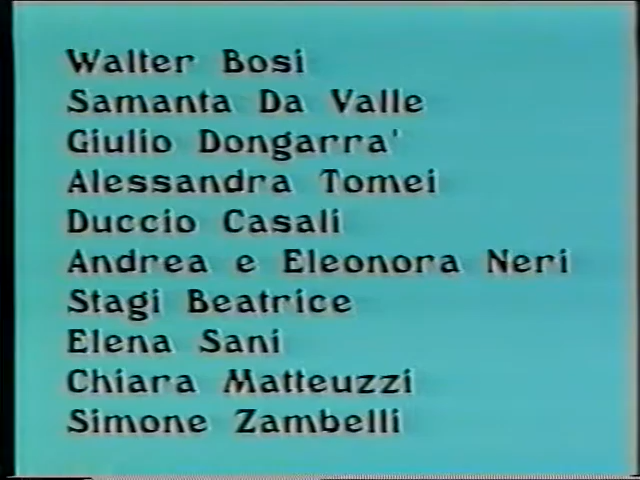 Walter Bosi
Samanta Da Valle
Giulio Dongarra'
Alessandra Tomei
Duccio Casali
Andrea e Eleonora Neri
Stagi Beatrice
Elena Sani
Chiara Matteuzzi
Simone Zambelli